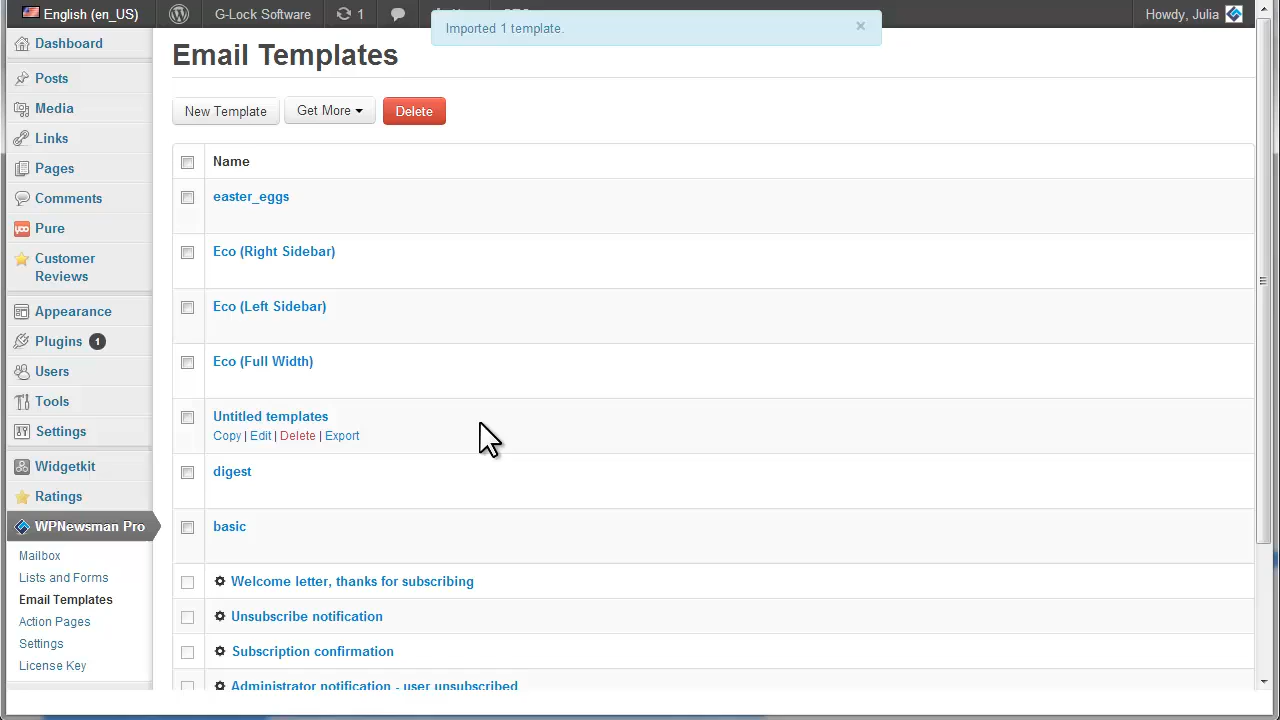 English (en_US)
G-Lock Software
1
Howdy, Julia
Imported 1 template.
×
Dashboard
Posts
Media
Links
Pages
Comments
yoo Pure
Customer
Reviews
Appearance
Plugins 1
Users
Tools
Settings
Widgetkit
Ratings
WPNewsman Pro
Mailbox
Lists and Forms
Email Templates
Action Pages
Settings
License Key
Email Templates
New Template
Get More
Delete
Name
easter_eggs
Eco (Right Sidebar)
Eco (Left Sidebar)
Eco (Full Width)
Untitled templates
Copy | Edit | Delete | Export
digest
basic
Welcome letter, thanks for subscribing
Unsubscribe notification
Subscription confirmation
Administrator notification - user unsubscribed